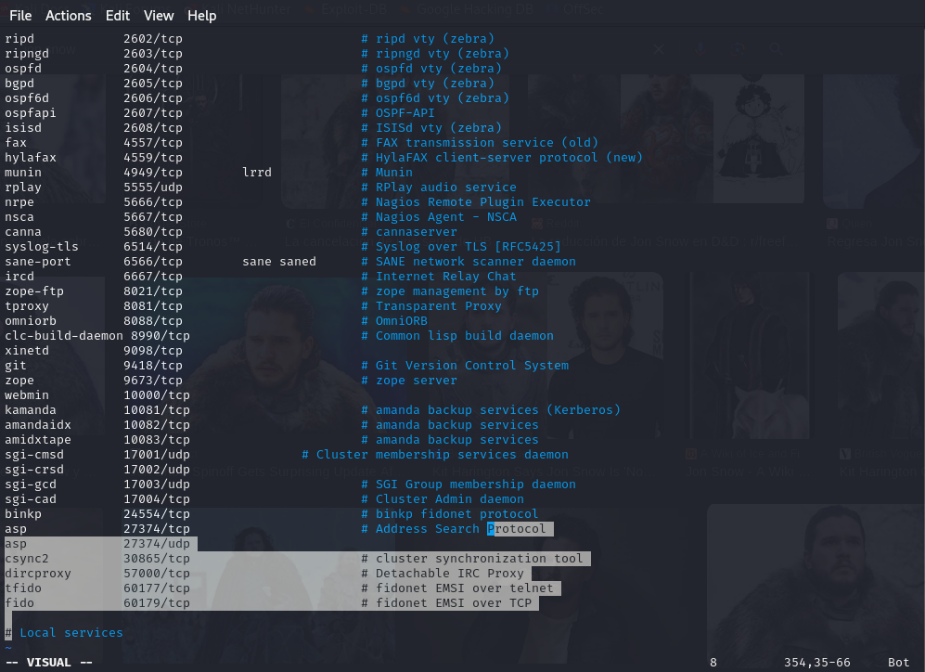 File Actions Edit View Help
ripd 2602/tcp # ripd vty (zebra)
ripngd 2603/tcp # ripngd vty (zebra)
ospfd 2604/tcp # ospfd vty (zebra)
bgpd 2605/tcp # bgpd vty (zebra)
ospf6d 2606/tcp # ospf6d vty (zebra)
ospfapi 2607/tcp # OSPF-API
isisd 2608/tcp # ISISd vty (zebra)
fax 4557/tcp # FAX transmission service (old)
hylafax 4559/tcp # HylaFAX client-server protocol (new)
munin 4949/tcp lrrd # Munin
rplay 5555/udp # RPlay audio service
nrpe 5666/tcp # Nagios Remote Plugin Executor
nsca 5667/tcp # Nagios Agent - NSCA
canna 5680/tcp # cannaserver
syslog-tls 6514/tcp # Syslog over TLS [RFC5425]
sane-port 6566/tcp sane saned # SANE network scanner daemon
ircd 6667/tcp # Internet Relay Chat
zope-ftp 8021/tcp # zope management by ftp
tproxy 8081/tcp # Transparent Proxy
omniorb 8088/tcp # OmniORB
clc-build-daemon 8990/tcp # Common lisp build daemon
xinetd 9098/tcp
git 9418/tcp # Git Version Control System
zope 9673/tcp # zope server
webmin 10000/tcp
kamanda 10081/tcp # amanda backup services (Kerberos)
amandaidx 10082/tcp # amanda backup services
amidxtape 10083/tcp # amanda backup services
sgi-cmsd 17001/udp # Cluster membership services daemon
sgi-crsd 17002/udp
sgi-gcd 17003/udp # SGI Group membership daemon
sgi-cad 17004/tcp # Cluster Admin daemon
binkp 24554/tcp # binkp fidonet protocol
asp 27374/tcp # Address Search Protocol
asp 27374/udp
csync2 30865/tcp # cluster synchronization tool
dircproxy 57000/tcp # Detachable IRC Proxy
tfido 60177/tcp # fidonet EMSI over telnet
fido 60179/tcp # fidonet EMSI over TCP
# Local services
~
-- VISUAL -- 8 354,35-66 Bot